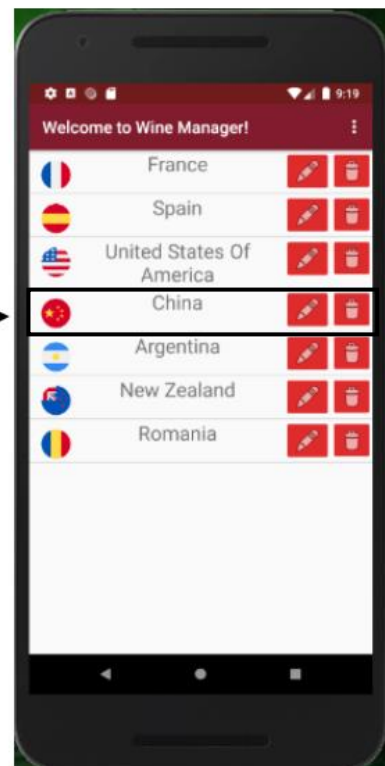 9:19
Welcome to Wine Manager!
France
Spain
United States Of
America
China
Argentina
New Zealand
Romania